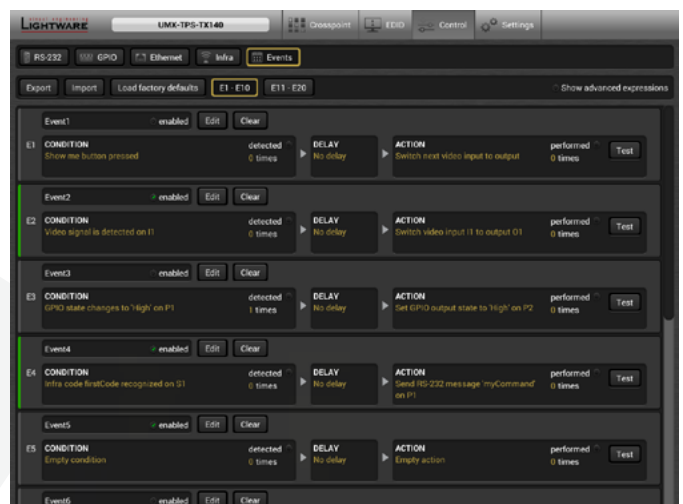 LIGHTWARE
UMX-TPS-TX140
Crosspoint
EDID
Control
Settings
RS-232
GPIO
Ethernet
Infra
Events
Export
Import
Load factory defaults
E1 - E10
E11 - E20
Show advanced expressions
Event1 enabled Edit Clear
E1 CONDITION detected DELAY ACTION performed
Show me button pressed 0 times No delay Switch next video input to output 0 times Test
Event2 enabled Edit Clear
E2 CONDITION detected DELAY ACTION performed
Video signal is detected on I1 0 times No delay Switch video input I1 to output O1 0 times Test
Event3 enabled Edit Clear
E3 CONDITION detected DELAY ACTION performed
GPIO state changes to 'High' on P1 1 times No delay Set GPIO output state to 'High' on P2 0 times Test
Event4 enabled Edit Clear
E4 CONDITION detected DELAY ACTION performed
Infra code firstCode recognized on S1 0 times No delay Send RS-232 message 'myCommand' 0 times Test
on P1
Event5 enabled Edit Clear
E5 CONDITION detected DELAY ACTION performed
Empty condition 0 times No delay Empty action 0 times Test
Event6 enabled Edit Clear